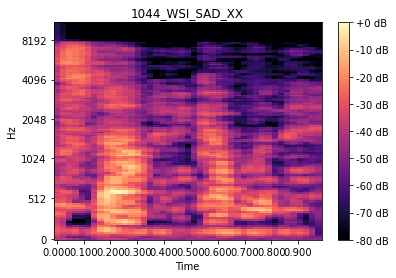 1044_WSI_SAD_XX
+0 dB
8192
-10 dB
4096
-20 dB
-30 dB
2048
Hz
-40 dB
1024
-50 dB
512
-60 dB
-70 dB
0
-80 dB
0.0000.1000.2000.3000.4000.5000.6000.7000.8000.900
Time